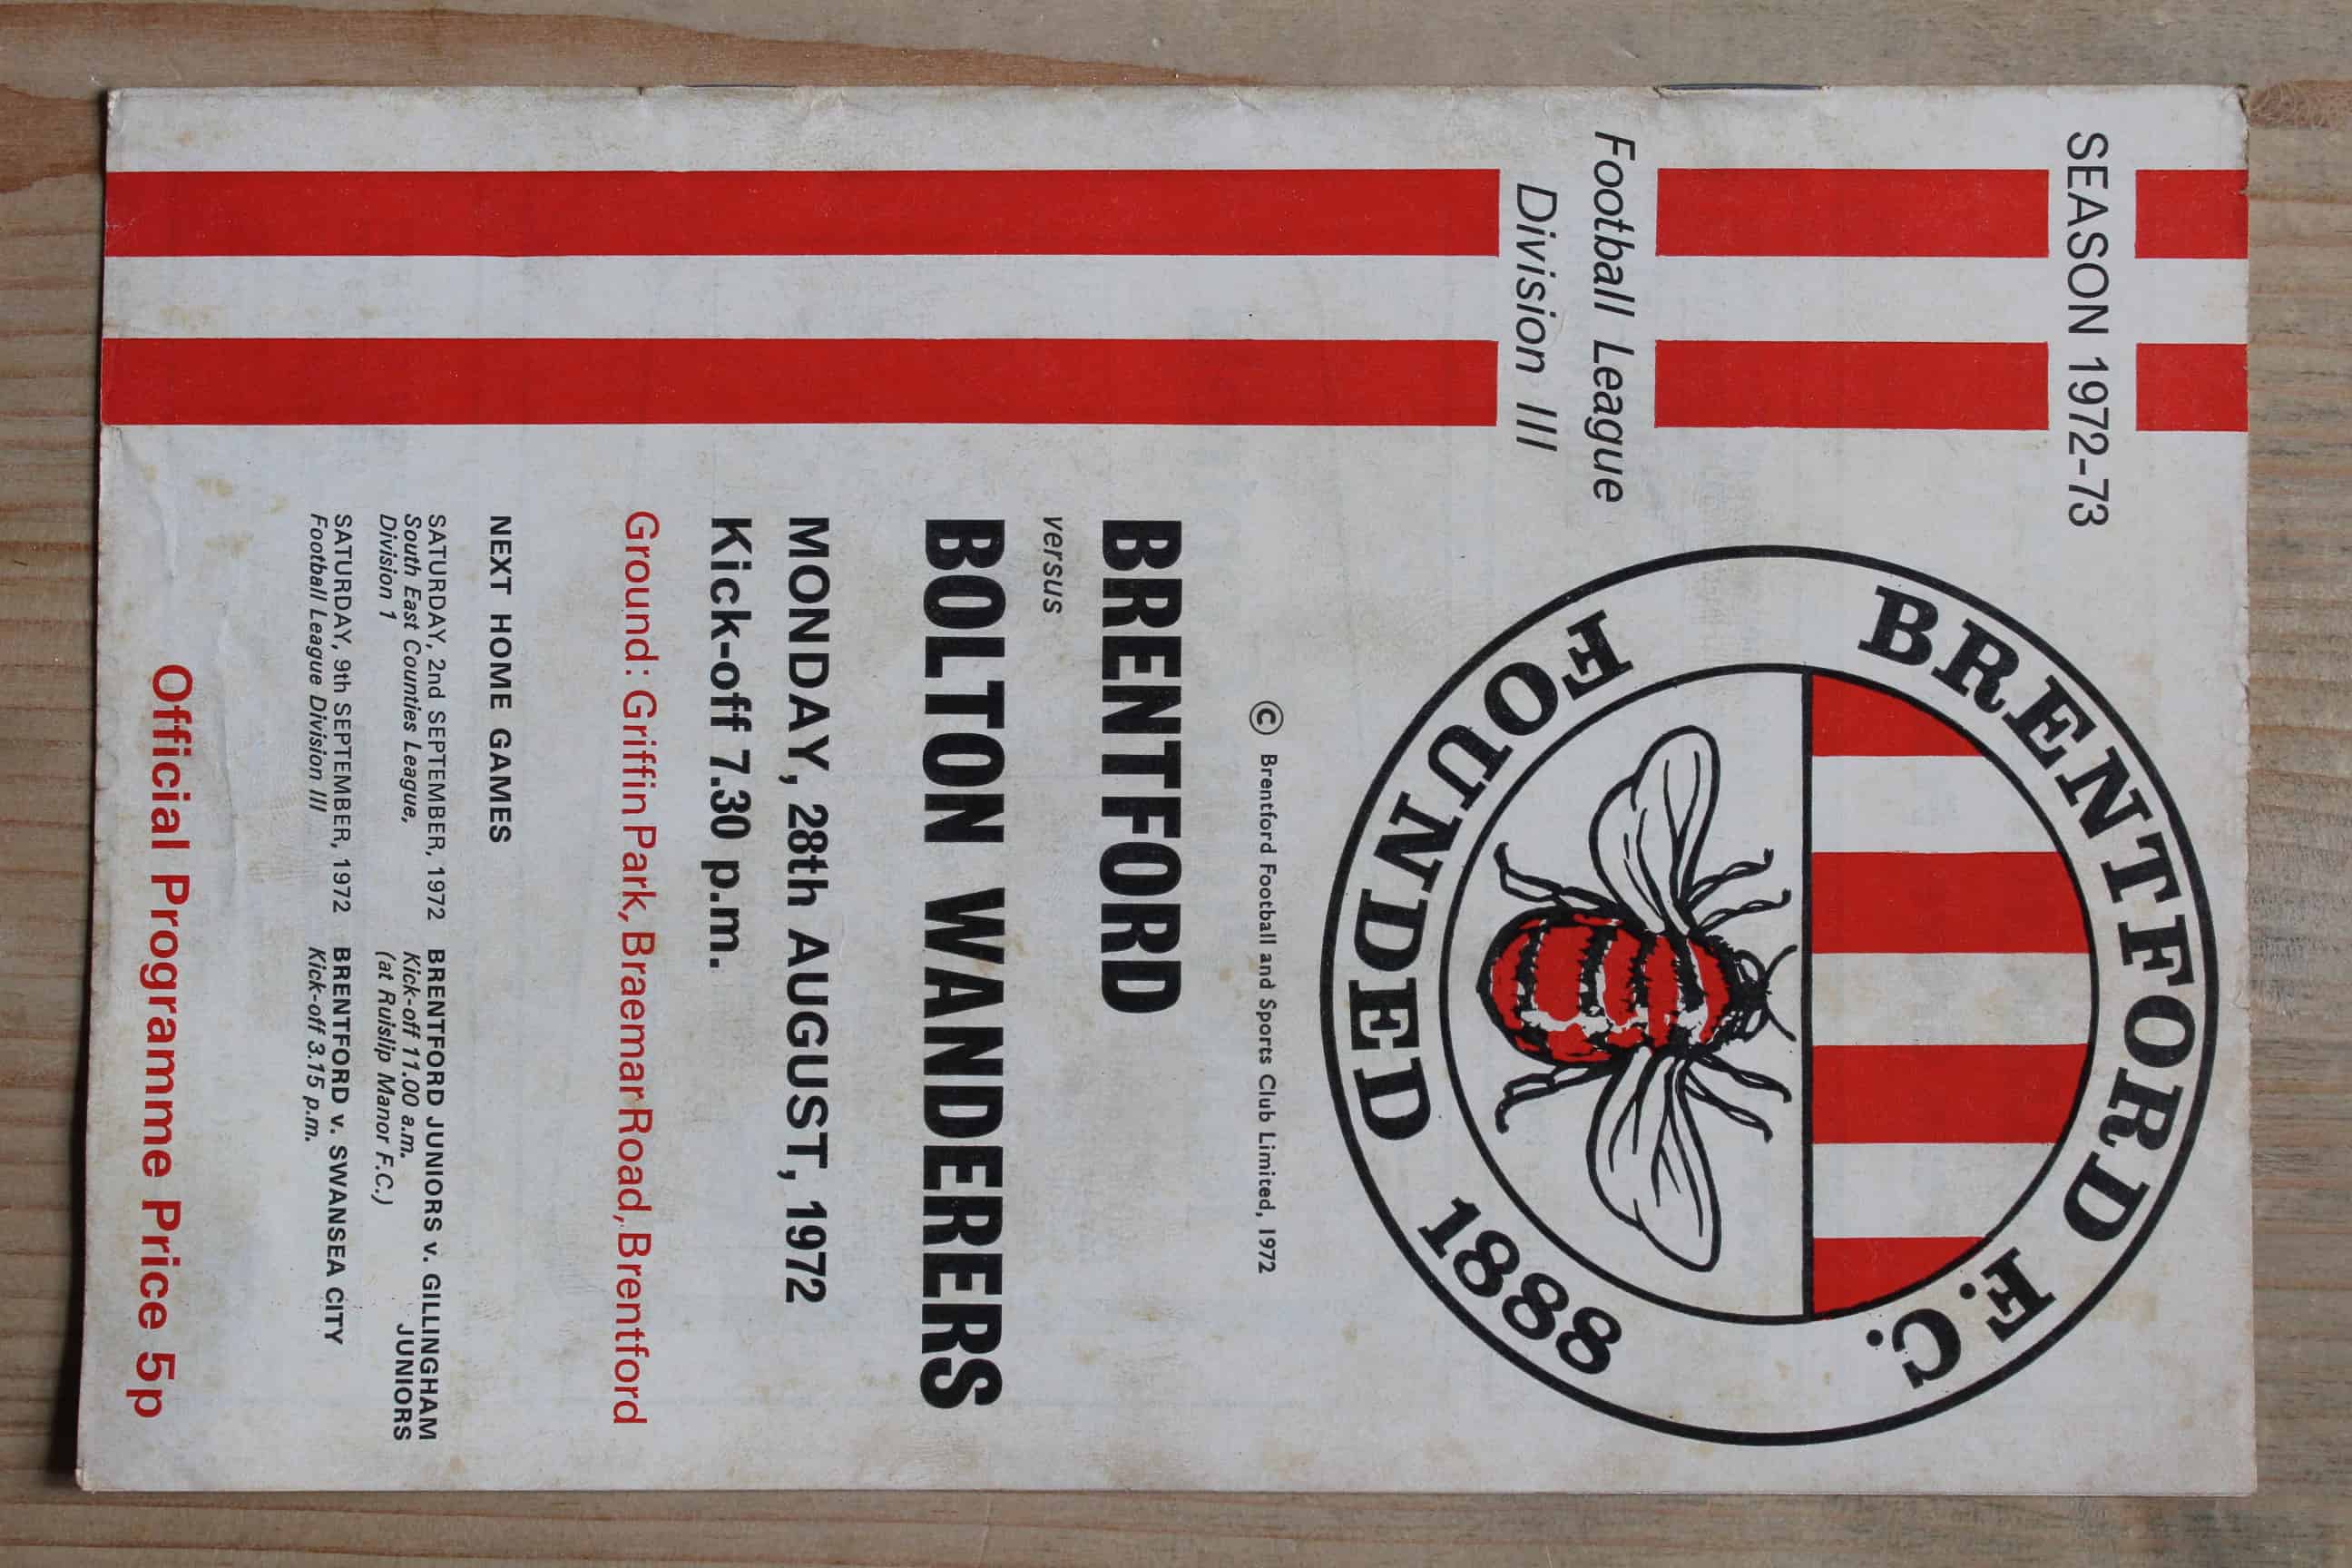 SEASON 1972-73
BRENTFORD F.C.
FOUNDED 1888
Football League
Division III
© Brentford Football and Sports Club Limited, 1972
BRENTFORD
versus
BOLTON WANDERERS
MONDAY, 28th AUGUST, 1972
Kick-off 7.30 p.m.
Ground: Griffin Park, Braemar Road, Brentford
NEXT HOME GAMES
SATURDAY, 2nd SEPTEMBER, 1972 BRENTFORD JUNIORS v. GILLINGHAM
South East Counties League, Kick-off 11.00 a.m. JUNIORS
Division 1 (at Ruislip Manor F.C.)
SATURDAY, 9th SEPTEMBER, 1972 BRENTFORD v. SWANSEA CITY
Football League Division III Kick-off 3.15 p.m.
Official Programme Price 5p